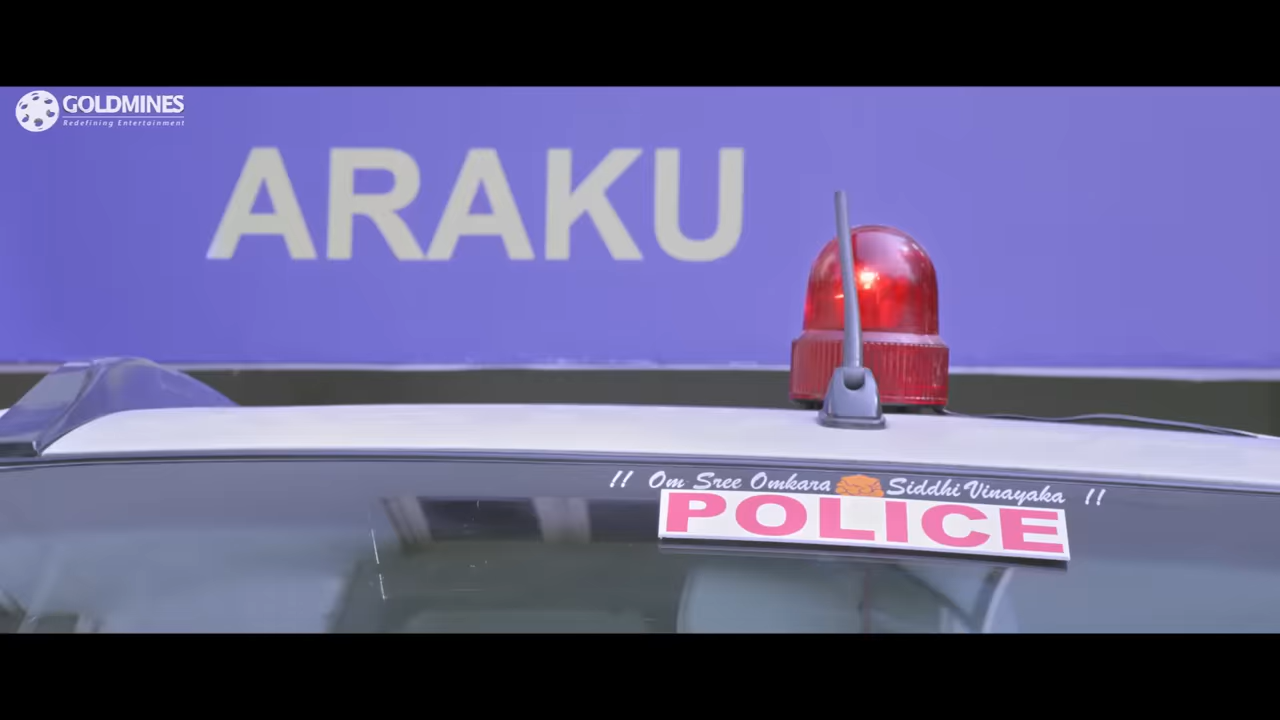 GOLDMINES
Redefining Entertainment
ARAKU
!! Om Sree Omkara Siddhi Vinayaka !!
POLICE